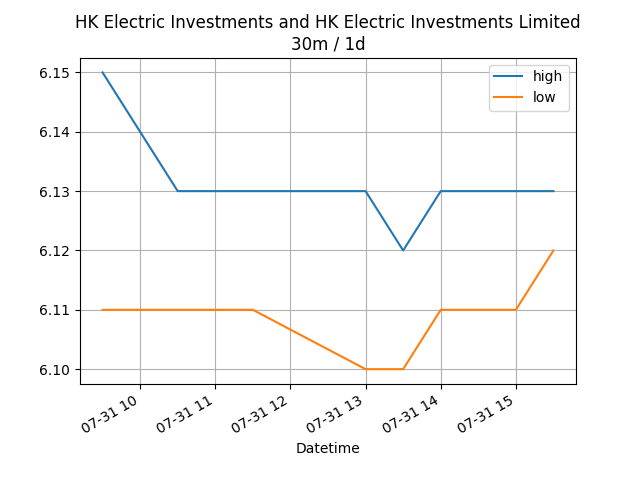 HK Electric Investments and HK Electric Investments Limited
30m / 1d
high
low
6.15
6.14
6.13
6.12
6.11
6.10
07-31 10
07-31 11
07-31 12
07-31 13
07-31 14
07-31 15
Datetime